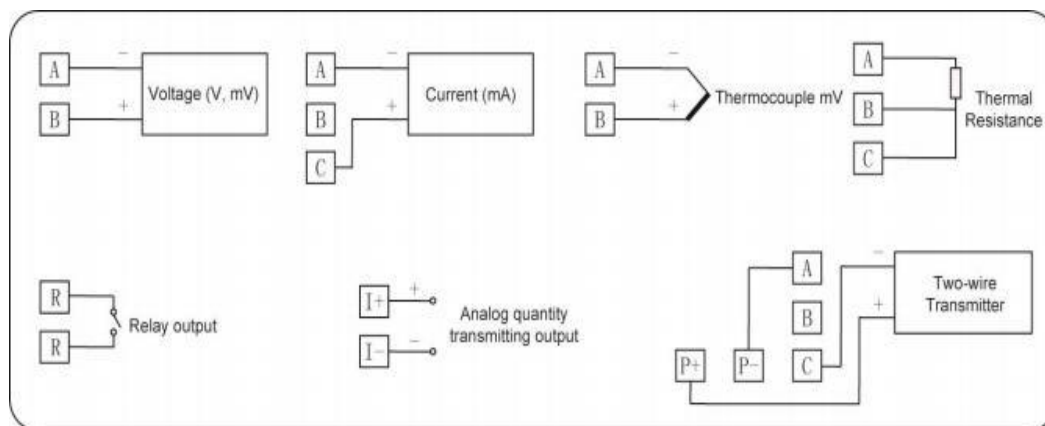 A
−
B
+
Voltage (V, mV)
A
−
B
+
C
Current (mA)
A
−
B
+
Thermocouple mV
A
B
C
Thermal
Resistance
R
R
Relay output
I+
+
I−
−
Analog quantity
transmitting output
A
B
C
P+
P−
−
+
Two-wire
Transmitter